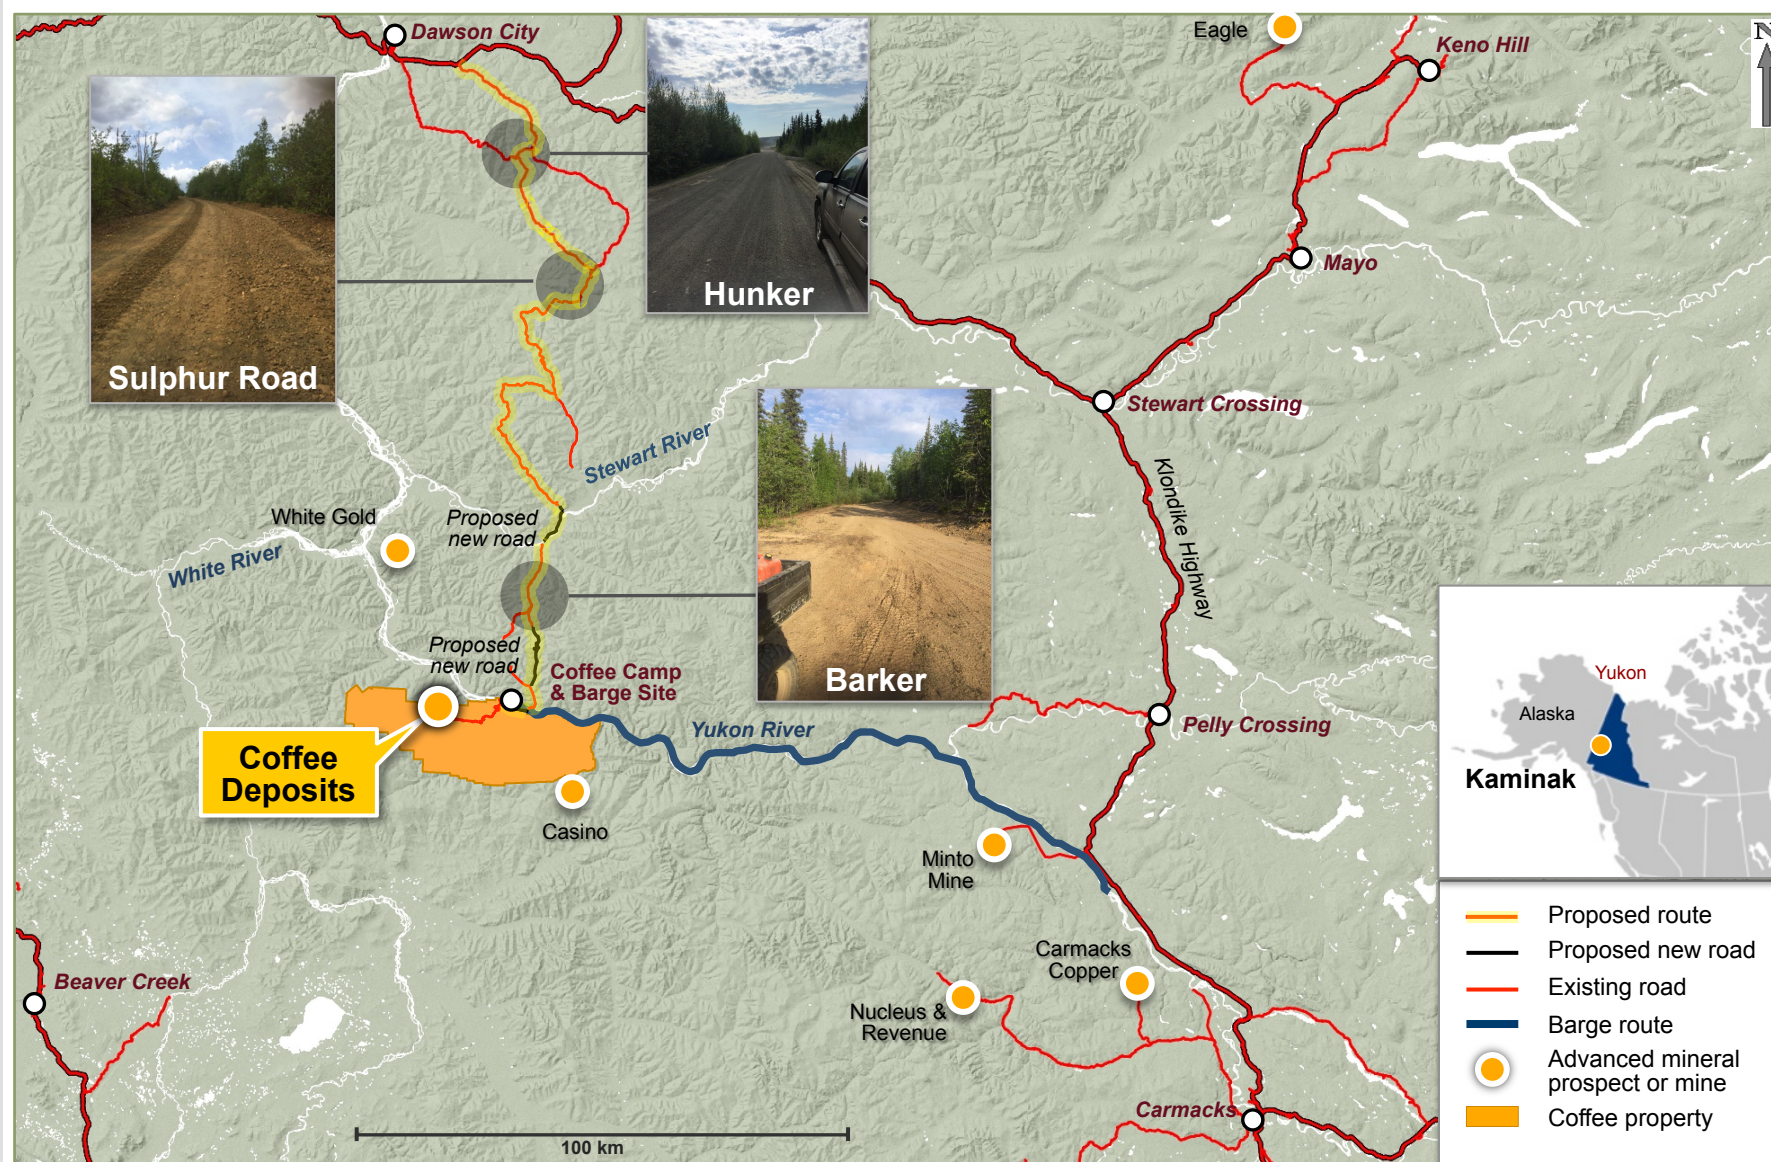 Dawson City
Eagle
Keno Hill
N
Hunker
Mayo
Sulphur Road
Stewart Crossing
Stewart River
Klondike Highway
White Gold
Proposed
new road
White River
Proposed
new road
Coffee Camp
& Barge Site
Barker
Yukon River
Pelly Crossing
Coffee
Deposits
Casino
Minto
Mine
Yukon
Alaska
Kaminak
Carmacks
Copper
Beaver Creek
Nucleus &
Revenue
Carmacks
100 km
Proposed route
Proposed new road
Existing road
Barge route
Advanced mineral
prospect or mine
Coffee property